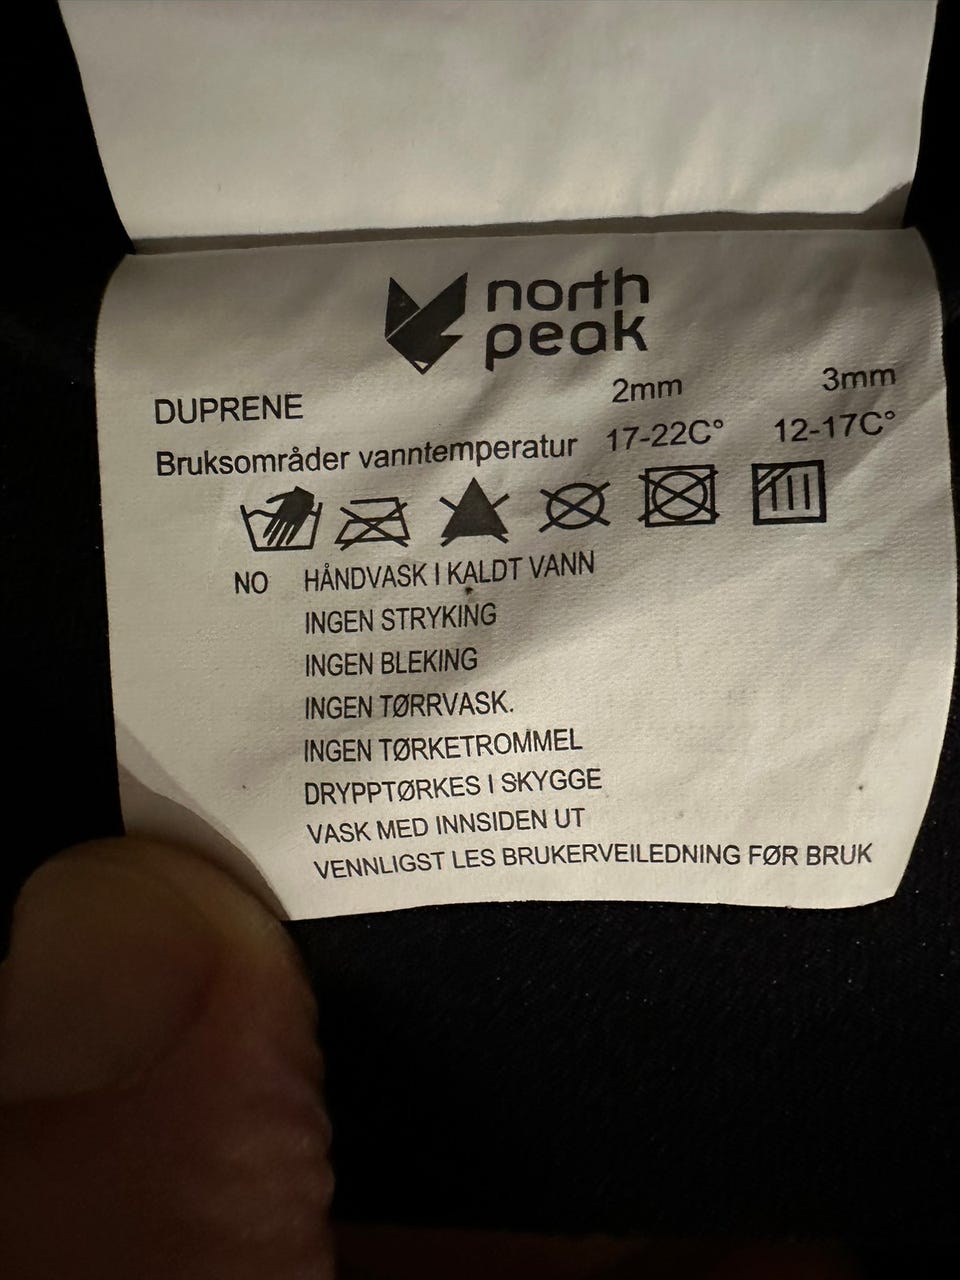 north
peak
DUPRENE 2mm 3mm
Bruksområder vanntemperatur 17-22C° 12-17C°
NO HÅNDVASK I KALDT VANN
INGEN STRYKING
INGEN BLEKING
INGEN TØRRVASK.
INGEN TØRKETROMMEL
DRYPPTØRKES I SKYGGE
VASK MED INNSIDEN UT
VENNLIGST LES BRUKERVEILEDNING FØR BRUK